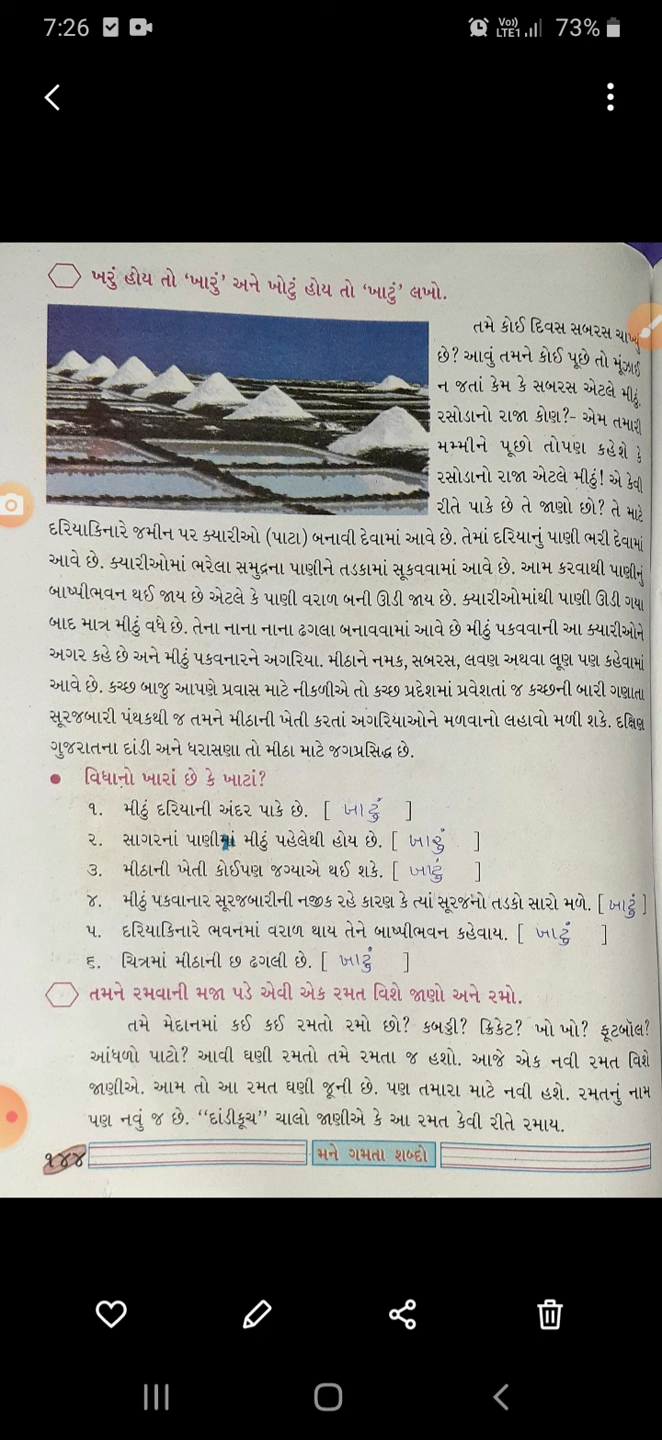 7:26
Vo)) LTE1 73%
ખરું હોય તો ‘ખારું’ અને ખોટું હોય તો ‘ખાટું’ લખો.
તમે કોઈ દિવસ સબરસ ચાખ્યું
છે? આવું તમને કોઈ પૂછે તો મૂંઝાઈ
ન જતાં કેમ કે સબરસ એટલે મીઠું.
રસોડાનો રાજા કોણ?- એમ તમારી
મમ્મીને પૂછો તોપણ કહેશે કે
રસોડાનો રાજા એટલે મીઠું! એ કેવી
રીતે પાકે છે તે જાણો છો? તે માટે
દરિયાકિનારે જમીન પર ક્યારીઓ (પાટા) બનાવી દેવામાં આવે છે. તેમાં દરિયાનું પાણી ભરી દેવામાં
આવે છે. ક્યારીઓમાં ભરેલા સમુદ્રના પાણીને તડકામાં સૂકવવામાં આવે છે. આમ કરવાથી પાણીનું
બાષ્પીભવન થઈ જાય છે એટલે કે પાણી વરાળ બની ઊડી જાય છે. ક્યારીઓમાંથી પાણી ઊડી ગયા
બાદ માત્ર મીઠું વધે છે. તેના નાના નાના ઢગલા બનાવવામાં આવે છે મીઠું પકવવાની આ ક્યારીઓને
અગર કહે છે અને મીઠું પકવનારને અગરિયા. મીઠાને નમક, સબરસ, લવણ અથવા લૂણ પણ કહેવામાં
આવે છે. કચ્છ બાજુ આપણે પ્રવાસ માટે નીકળીએ તો કચ્છ પ્રદેશમાં પ્રવેશતાં જ કચ્છની બારી ગણાતા
સૂરજબારી પંથકથી જ તમને મીઠાની ખેતી કરતાં અગરિયાઓને મળવાનો લહાવો મળી શકે. દક્ષિણ
ગુજરાતના દાંડી અને ધરાસણા તો મીઠા માટે જગપ્રસિદ્ધ છે.
• વિધાનો ખારાં છે કે ખાટાં?
૧. મીઠું દરિયાની અંદર પાકે છે. [ ખાટું ]
૨. સાગરનાં પાણીમાં મીઠું પહેલેથી હોય છે. [ ખારું ]
૩. મીઠાની ખેતી કોઈપણ જગ્યાએ થઈ શકે. [ ખાટું ]
૪. મીઠું પકવાનાર સૂરજબારીની નજીક રહે કારણ કે ત્યાં સૂરજનો તડકો સારો મળે. [ ખાટું ]
૫. દરિયાકિનારે ભવનમાં વરાળ થાય તેને બાષ્પીભવન કહેવાય. [ ખાટું ]
૬. ચિત્રમાં મીઠાની છ ઢગલી છે. [ ખાટું ]
તમને રમવાની મજા પડે એવી એક રમત વિશે જાણો અને રમો.
તમે મેદાનમાં કઈ કઈ રમતો રમો છો? કબડ્ડી? ક્રિકેટ? ખો ખો? ફૂટબૉલ?
આંધળો પાટો? આવી ઘણી રમતો તમે રમતા જ હશો. આજે એક નવી રમત વિશે
જાણીએ. આમ તો આ રમત ઘણી જૂની છે. પણ તમારા માટે નવી હશે. રમતનું નામ
પણ નવું જ છે. ‘‘દાંડીકૂચ’’ ચાલો જાણીએ કે આ રમત કેવી રીતે રમાય.
૧૪૪ મને ગમતા શબ્દો